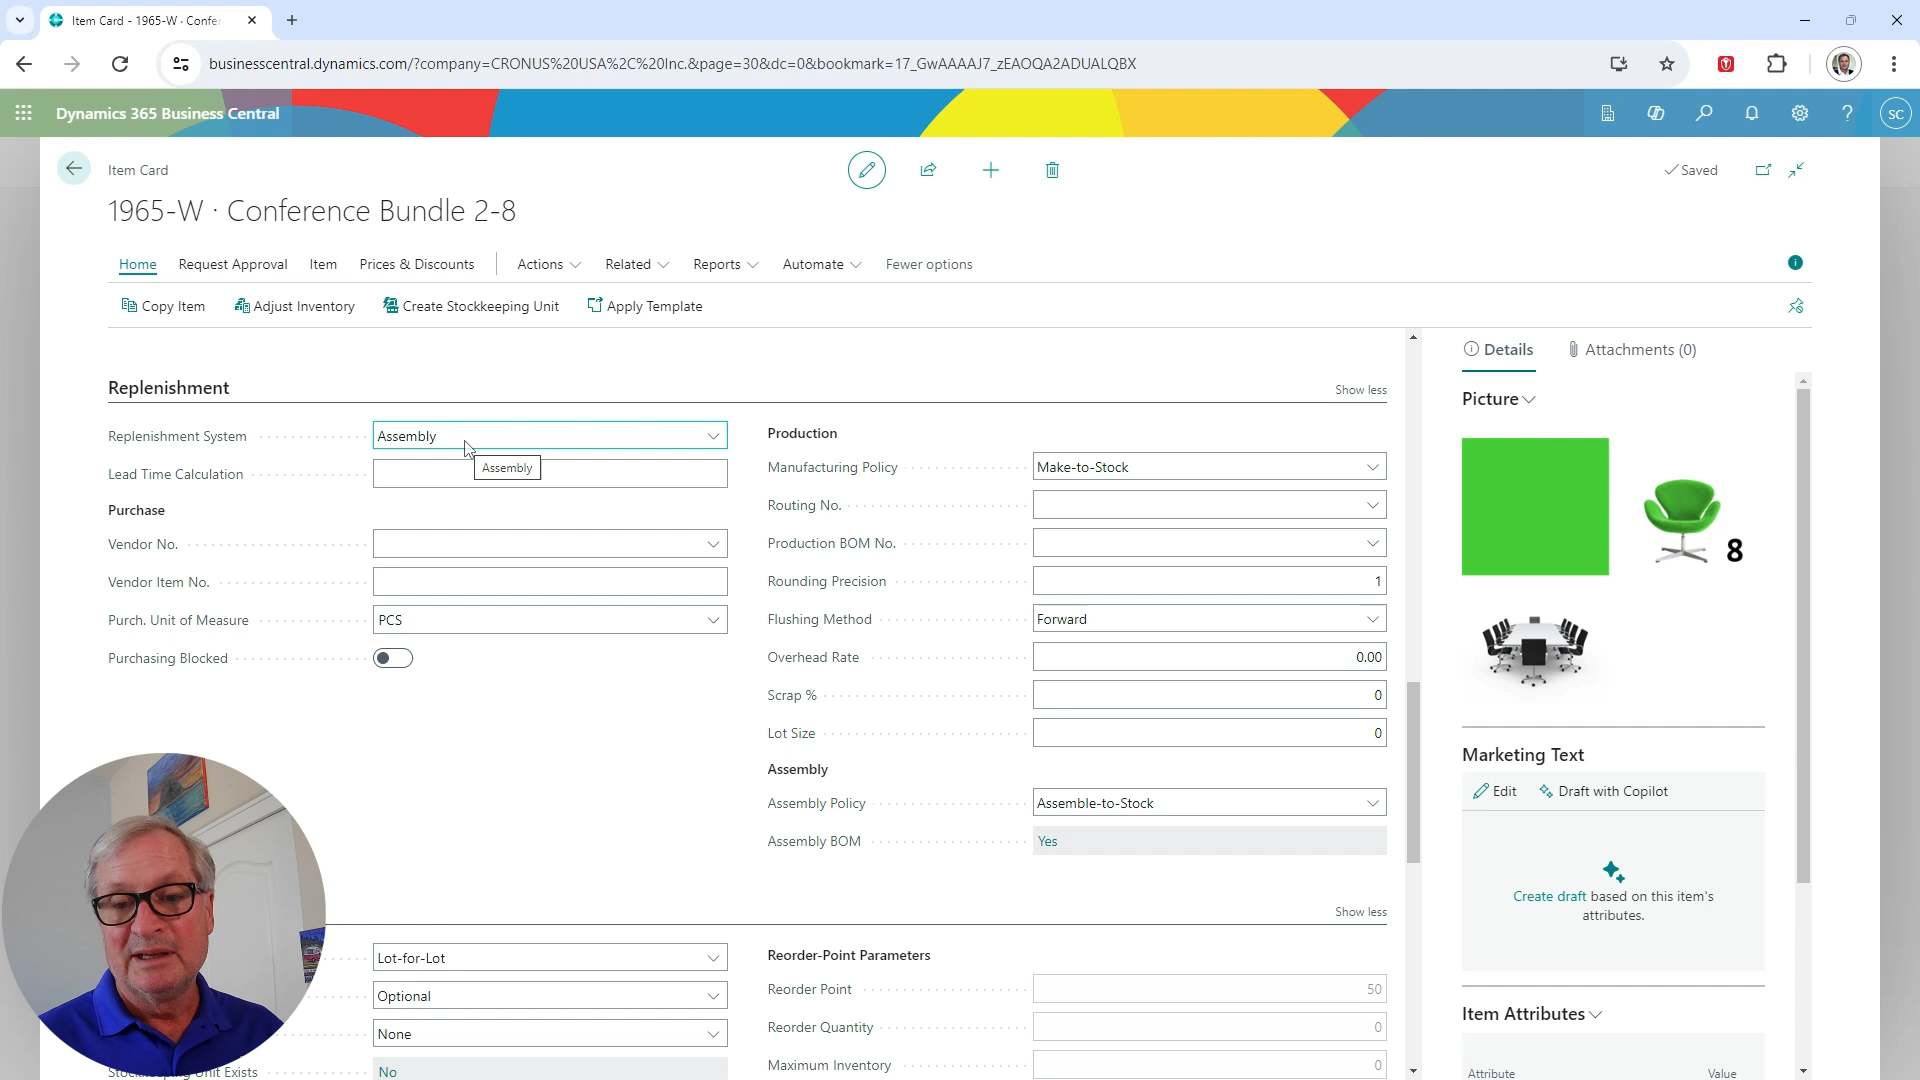 Item Card - 1965-W · Confe
businesscentral.dynamics.com/?company=CRONUS%20USA%2C%20Inc.&page=30&dc=0&bookmark=17_GwAAAAJ7_zEAOQA2ADUALQBX
Dynamics 365 Business Central
SC
Item Card
Saved
1965-W · Conference Bundle 2-8
Home Request Approval Item Prices & Discounts Actions Related Reports Automate Fewer options
Copy Item Adjust Inventory Create Stockkeeping Unit Apply Template
Details Attachments (0)
Replenishment
Show less
Replenishment System Assembly
Assembly
Lead Time Calculation
Purchase
Vendor No.
Vendor Item No.
Purch. Unit of Measure PCS
Purchasing Blocked
Production
Manufacturing Policy Make-to-Stock
Routing No.
Production BOM No.
Rounding Precision 1
Flushing Method Forward
Overhead Rate 0.00
Scrap % 0
Lot Size 0
Assembly
Assembly Policy Assemble-to-Stock
Assembly BOM Yes
Show less
Lot-for-Lot
Optional
None
Stockkeeping Unit Exists No
Reorder-Point Parameters
Reorder Point 50
Reorder Quantity 0
Maximum Inventory 0
Picture
8
Marketing Text
Edit Draft with Copilot
Create draft based on this item's
attributes.
Item Attributes
Attribute Value